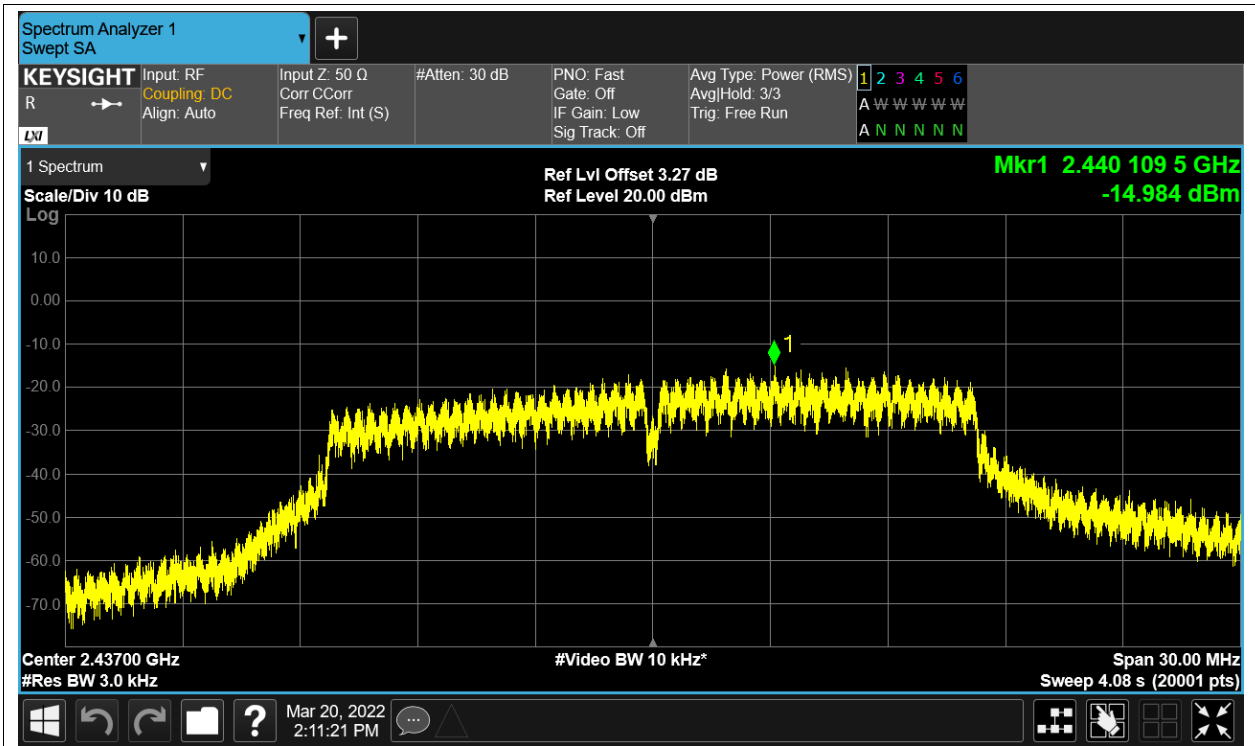 Spectrum Analyzer 1
Swept SA
KEYSIGHT
R
LXI
Input: RF
Coupling: DC
Align: Auto
Input Z: 50 Ω
Corr CCorr
Freq Ref: Int (S)
#Atten: 30 dB
PNO: Fast
Gate: Off
IF Gain: Low
Sig Track: Off
Avg Type: Power (RMS)
Avg|Hold: 3/3
Trig: Free Run
1 2 3 4 5 6
A W W W W W
A N N N N N
1 Spectrum
Scale/Div 10 dB
Log
Ref Lvl Offset 3.27 dB
Ref Level 20.00 dBm
Mkr1 2.440 109 5 GHz
-14.984 dBm
10.0
0.00
-10.0
1
-20.0
-30.0
-40.0
-50.0
-60.0
-70.0
Center 2.43700 GHz
#Res BW 3.0 kHz
#Video BW 10 kHz*
Span 30.00 MHz
Sweep 4.08 s (20001 pts)
?
Mar 20, 2022
2:11:21 PM